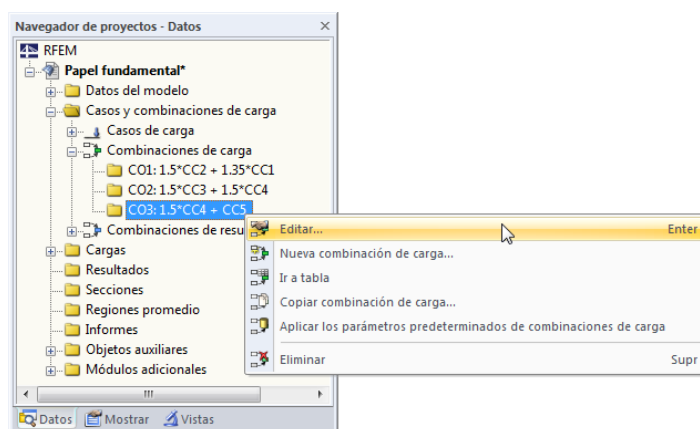 Navegador de proyectos - Datos
RFEM
Papel fundamental*
Datos del modelo
Casos y combinaciones de carga
Casos de carga
Combinaciones de carga
CO1: 1.5*CC2 + 1.35*CC1
CO2: 1.5*CC3 + 1.5*CC4
CO3: 1.5*CC4 + CC5
Combinaciones de resu
Cargas
Resultados
Secciones
Regiones promedio
Informes
Objetos auxiliares
Módulos adicionales
Editar... Enter
Nueva combinación de carga...
Ir a tabla
Copiar combinación de carga...
Aplicar los parámetros predeterminados de combinaciones de carga
Eliminar Supr
Datos Mostrar Vistas